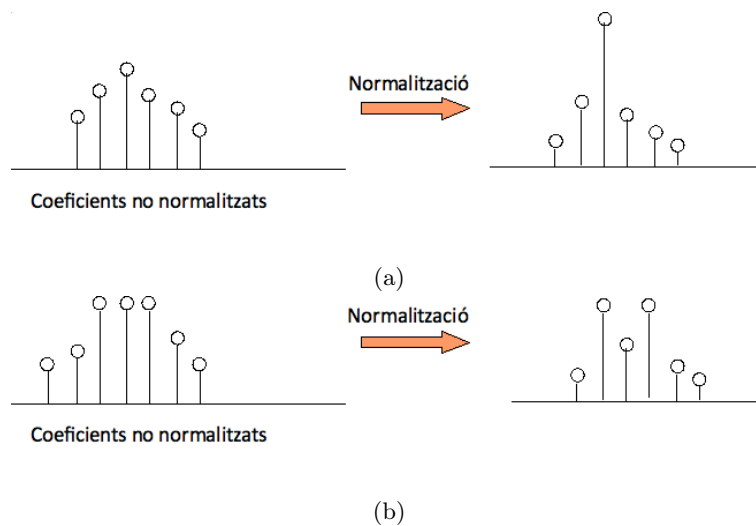 Normalització
Coeficients no normalitzats
(a)
Normalització
Coeficients no normalitzats
(b)